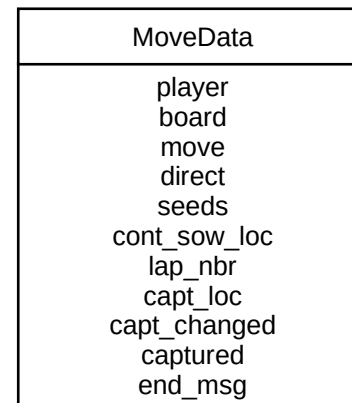 MoveData
player
board
move
direct
seeds
cont_sow_loc
lap_nbr
capt_loc
capt_changed
captured
end_msg